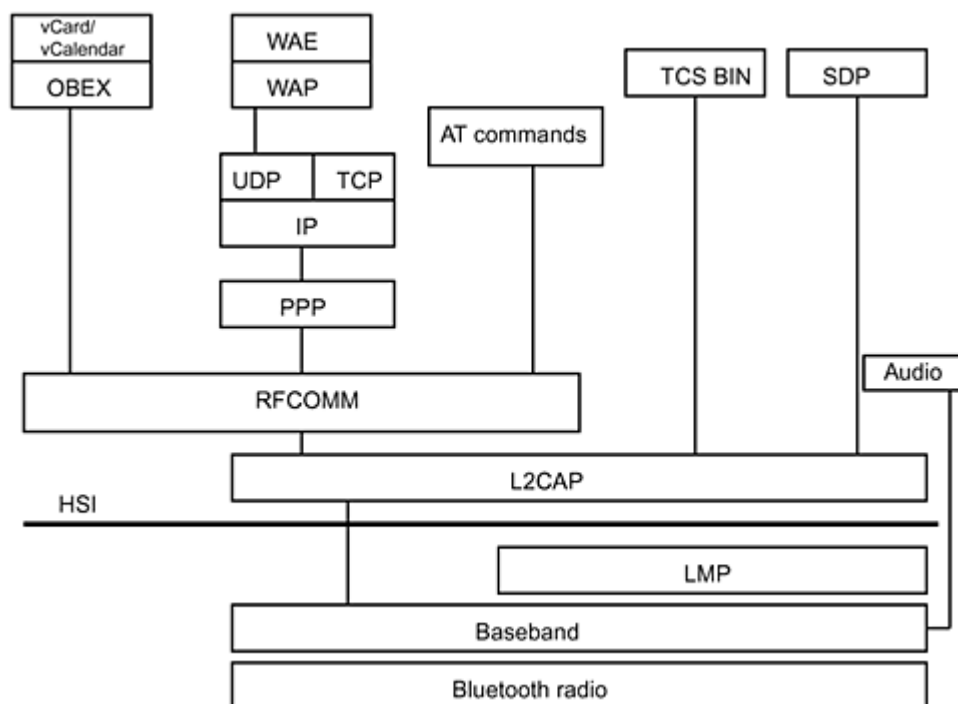 vCard/
vCalendar
OBEX
WAE
WAP
UDP
TCP
IP
PPP
AT commands
TCS BIN
SDP
Audio
RFCOMM
L2CAP
HSI
LMP
Baseband
Bluetooth radio